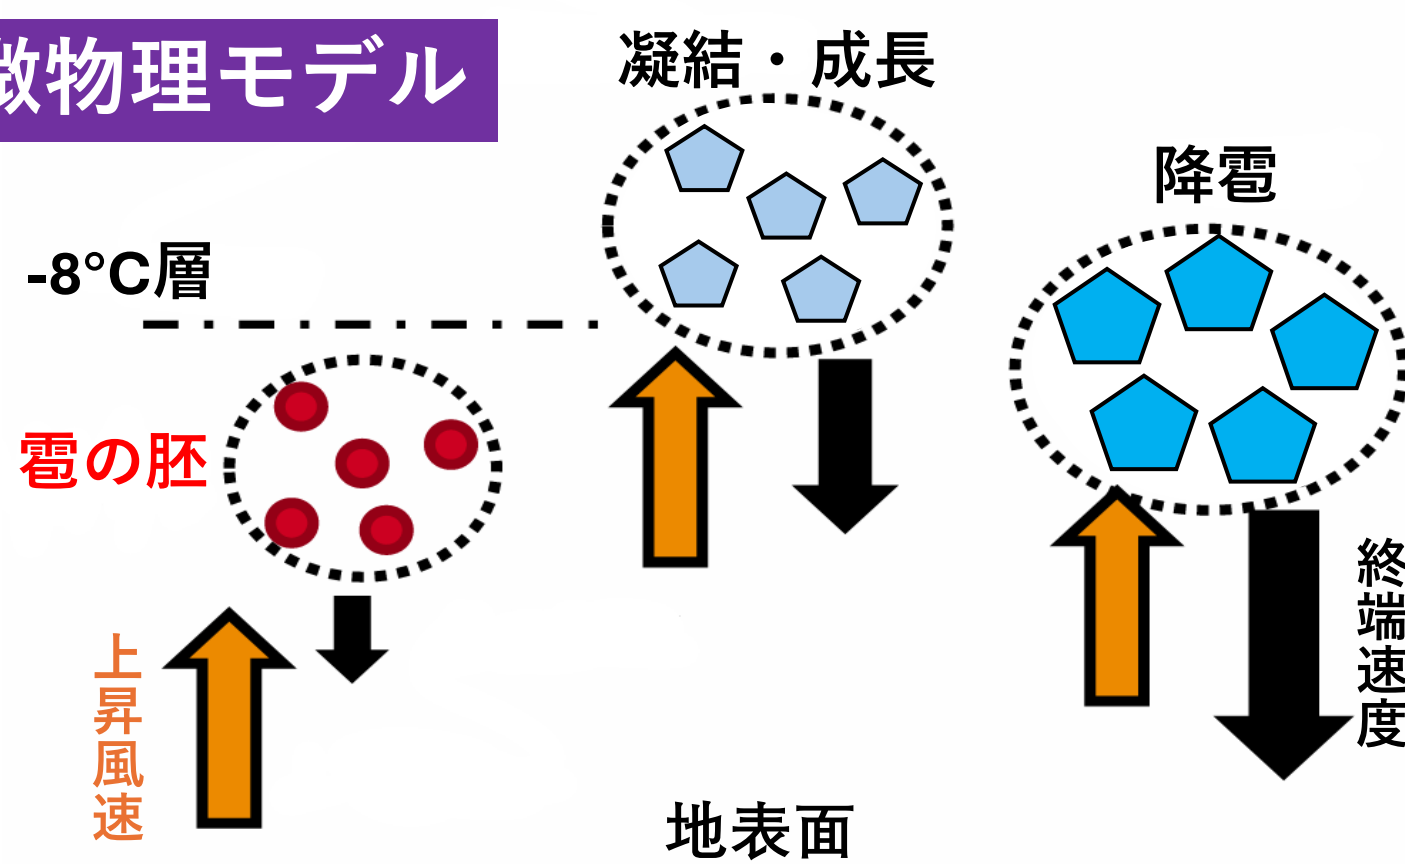 微物理モデル
凝結・成長
降雹
-8°C層
雹の胚
上昇風速
終端速度
地表面